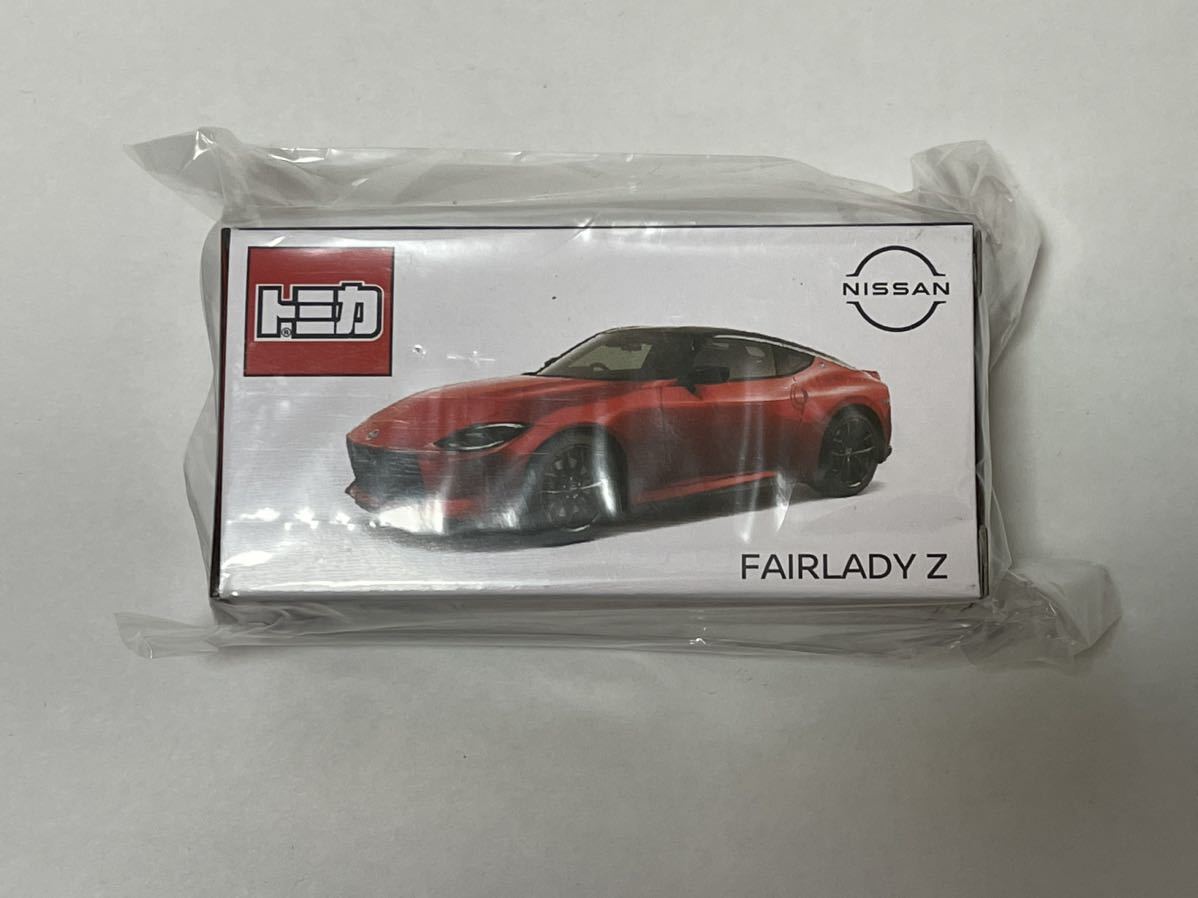 トミカ
®
NISSAN
FAIRLADY Z